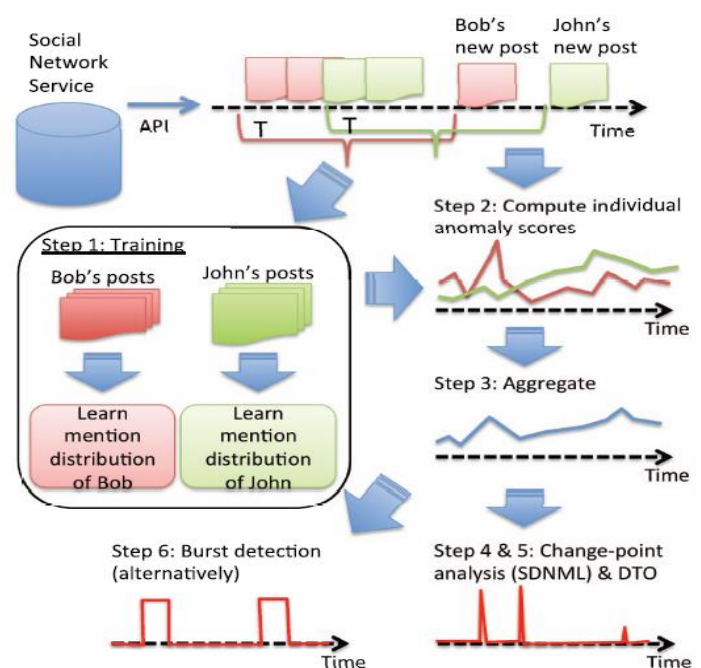 Social
Network
Service
API
Bob's
new post
John's
new post
T
T
Time
Step 1: Training
Bob's posts
John's posts
Learn
mention
distribution
of Bob
Learn
mention
distribution
of John
Step 2: Compute individual
anomaly scores
Time
Step 3: Aggregate
Time
Step 4 & 5: Change-point
analysis (SDNML) & DTO
Time
Step 6: Burst detection
(alternatively)
Time